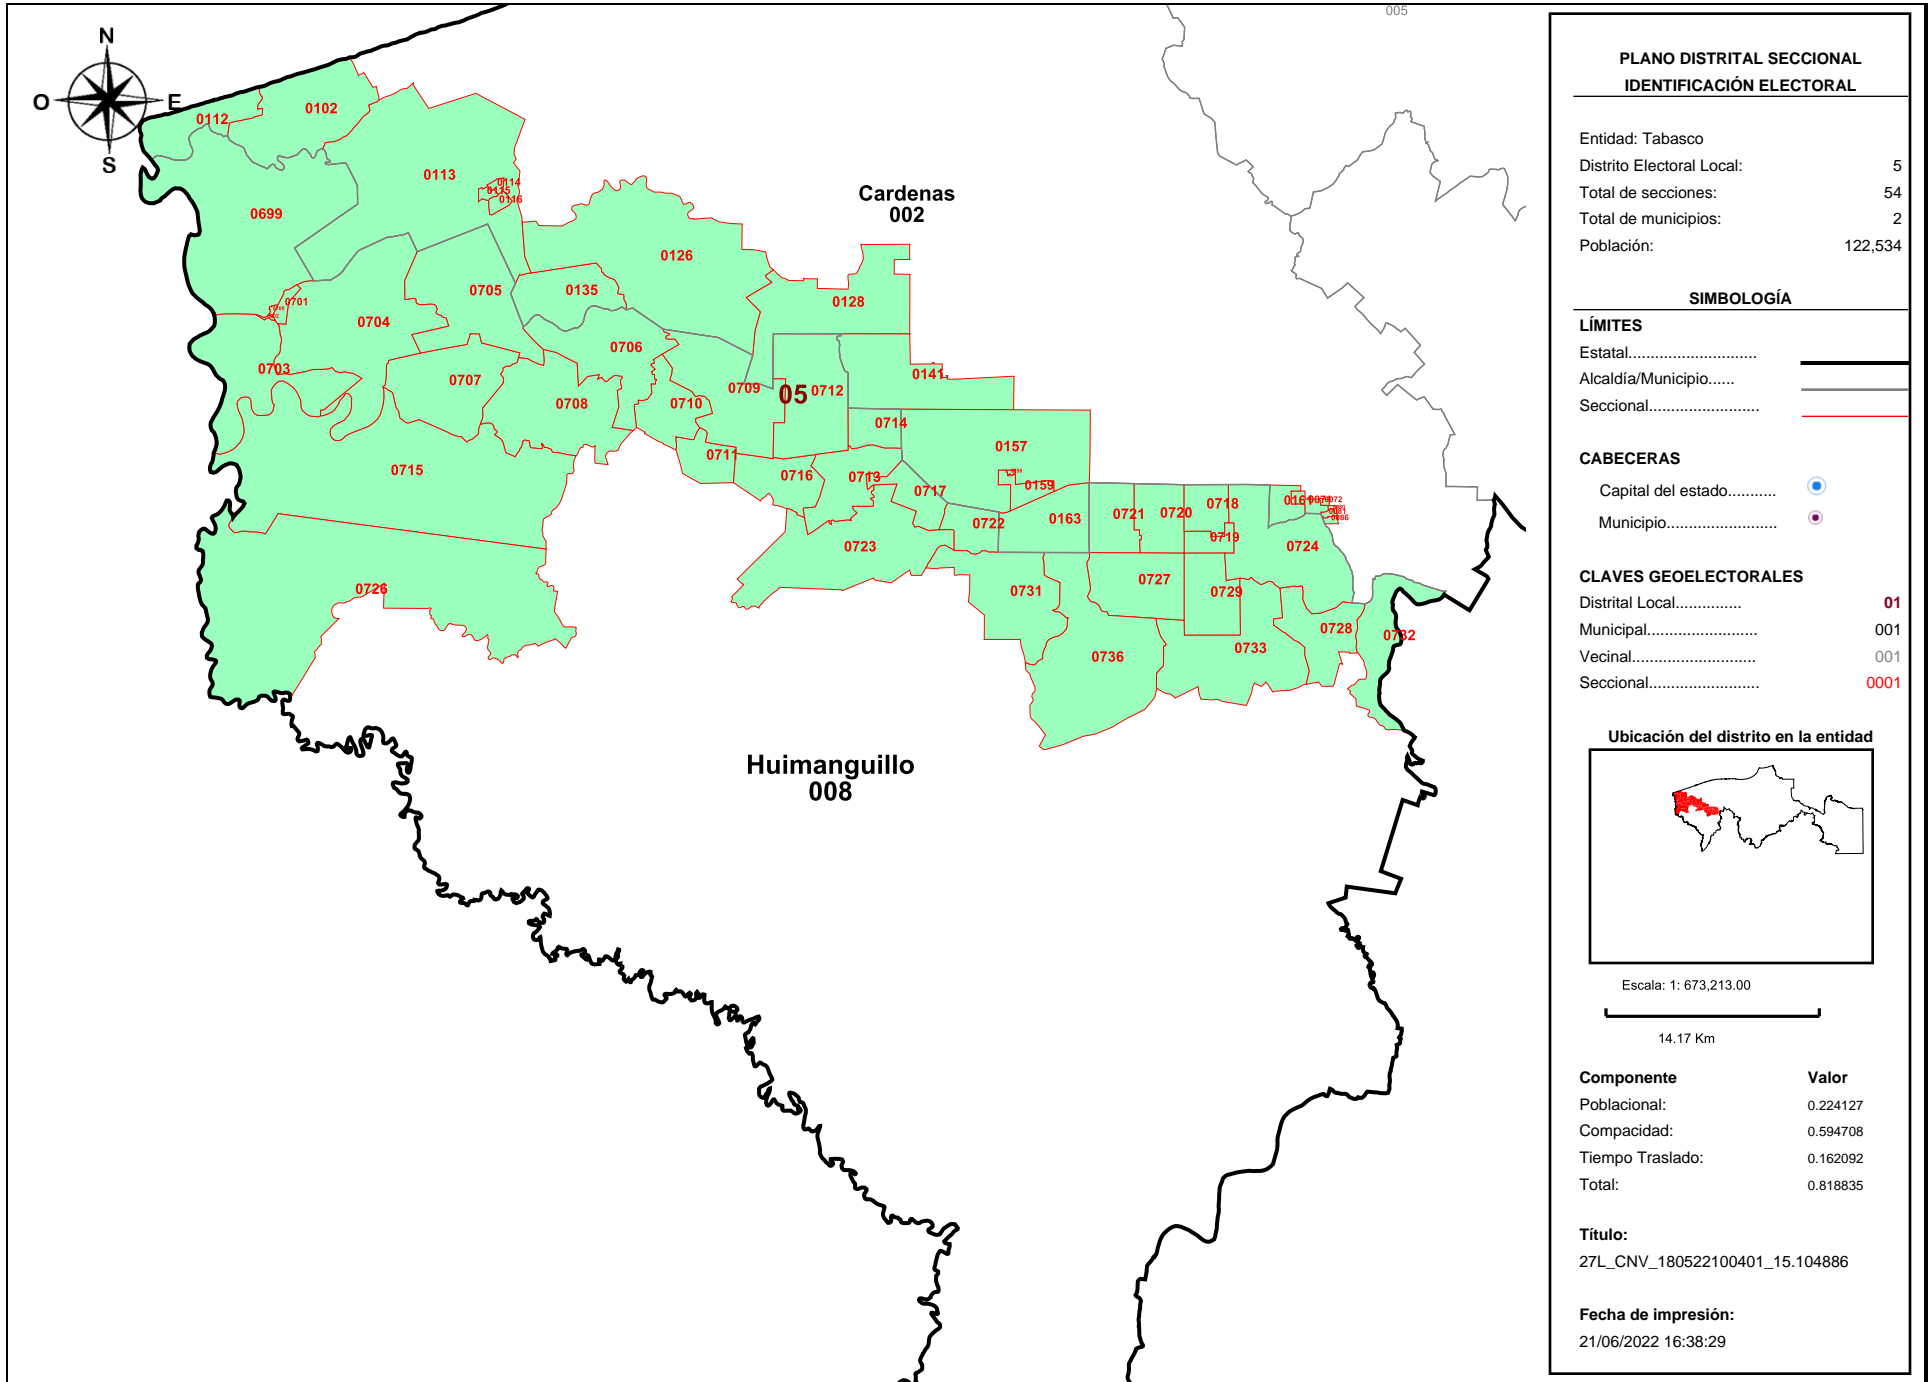 005
N
O
E
S
0112
0102
0113
0114
0115
0116
0699
Cardenas
002
0126
0705
0135
0128
0701
0704
0706
0703
0707
0708
0710
0709
05
0712
0141
0714
0157
0711
0715
0716
0713
0717
0159
0722
0163
0721
0720
0718
0719
0161
0724
0723
0726
0731
0727
0729
0728
0732
0736
0733
Huimanguillo
008
PLANO DISTRITAL SECCIONAL
IDENTIFICACIÓN ELECTORAL
Entidad: Tabasco
Distrito Electoral Local: 5
Total de secciones: 54
Total de municipios: 2
Población: 122,534
SIMBOLOGÍA
LÍMITES
Estatal.............................
Alcaldía/Municipio......
Seccional.........................
CABECERAS
Capital del estado...........
Municipio.........................
CLAVES GEOELECTORALES
Distrital Local............... 01
Municipal......................... 001
Vecinal............................ 001
Seccional......................... 0001
Ubicación del distrito en la entidad
Escala: 1: 673,213.00
14.17 Km
Componente Valor
Poblacional: 0.224127
Compacidad: 0.594708
Tiempo Traslado: 0.162092
Total: 0.818835
Título:
27L_CNV_180522100401_15.104886
Fecha de impresión:
21/06/2022 16:38:29